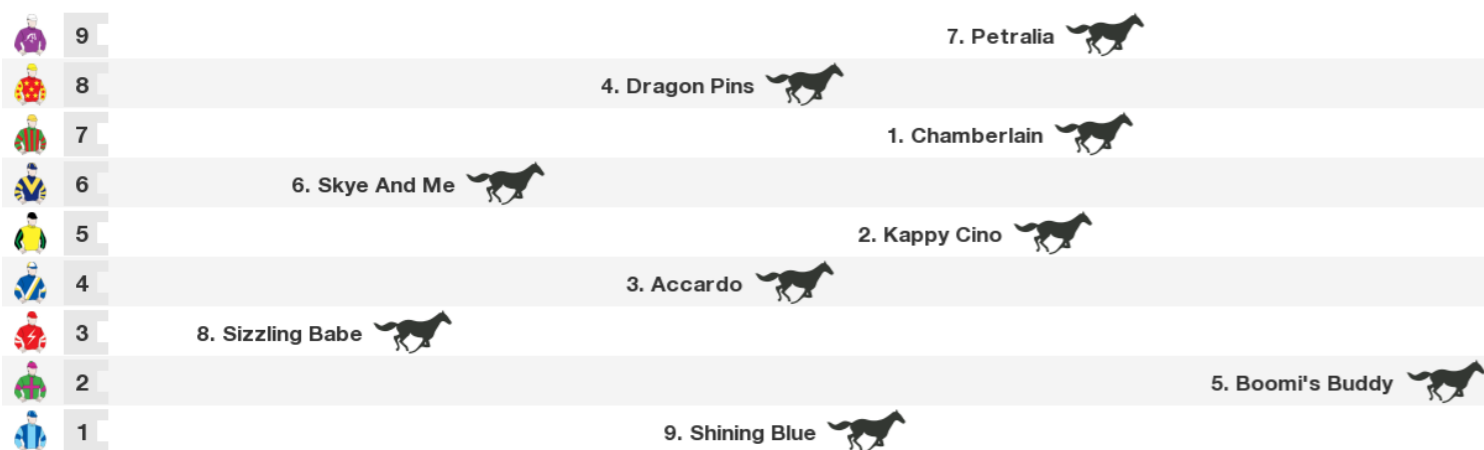 9 7. Petralia
8 4. Dragon Pins
7 1. Chamberlain
6 6. Skye And Me
5 2. Kappy Cino
4 3. Accardo
3 8. Sizzling Babe
2 5. Boomi's Buddy
1 9. Shining Blue